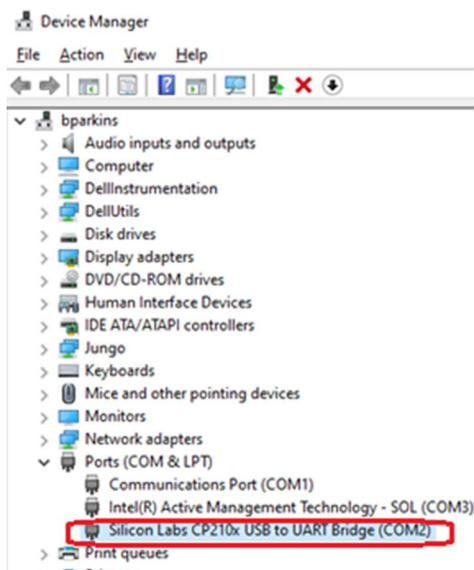 Device Manager
File Action View Help
bparkins
Audio inputs and outputs
Computer
DellInstrumentation
DellUtils
Disk drives
Display adapters
DVD/CD-ROM drives
Human Interface Devices
IDE ATA/ATAPI controllers
Jungo
Keyboards
Mice and other pointing devices
Monitors
Network adapters
Ports (COM & LPT)
Communications Port (COM1)
Intel(R) Active Management Technology - SOL (COM3)
Silicon Labs CP210x USB to UART Bridge (COM2)
Print queues